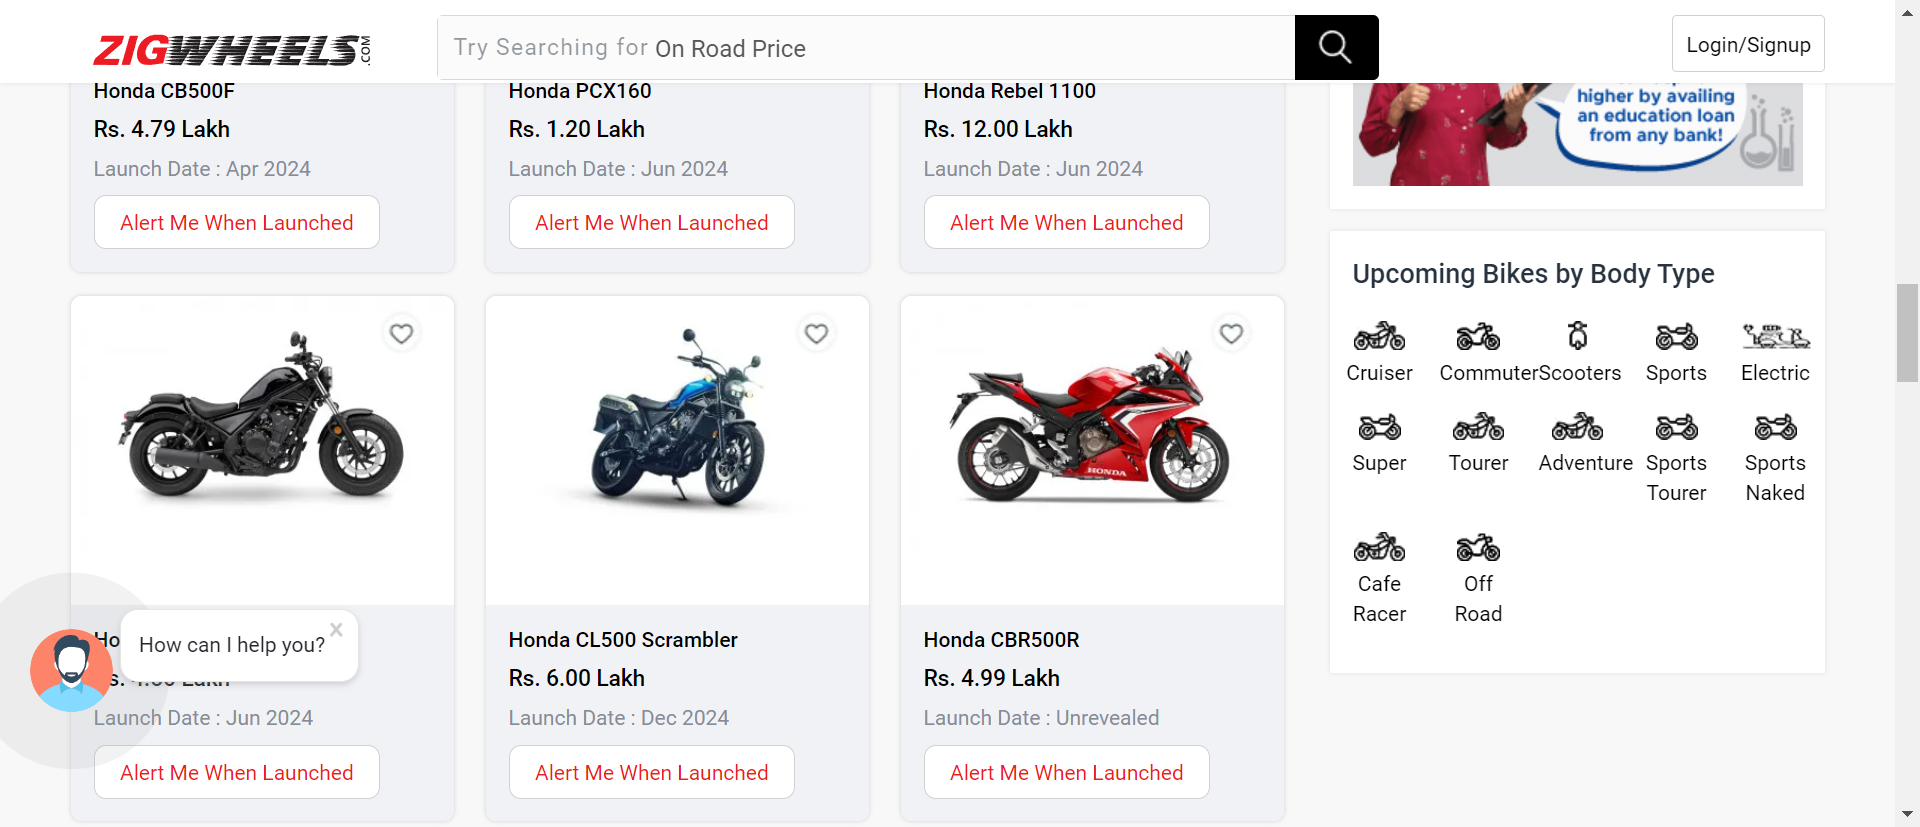 ZIGWHEELS.COM
Try Searching for On Road Price
Login/Signup
Honda CB500F
Rs. 4.79 Lakh
Launch Date : Apr 2024
Alert Me When Launched
Honda PCX160
Rs. 1.20 Lakh
Launch Date : Jun 2024
Alert Me When Launched
Honda Rebel 1100
Rs. 12.00 Lakh
Launch Date : Jun 2024
Alert Me When Launched
higher by availing
an education loan
from any bank!
Upcoming Bikes by Body Type
Cruiser
Commuter
Scooters
Sports
Electric
Super
Tourer
Adventure
Sports
Tourer
Sports
Naked
Cafe
Racer
Off
Road
How can I help you?
Launch Date : Jun 2024
Alert Me When Launched
Honda CL500 Scrambler
Rs. 6.00 Lakh
Launch Date : Dec 2024
Alert Me When Launched
HONDA
Honda CBR500R
Rs. 4.99 Lakh
Launch Date : Unrevealed
Alert Me When Launched